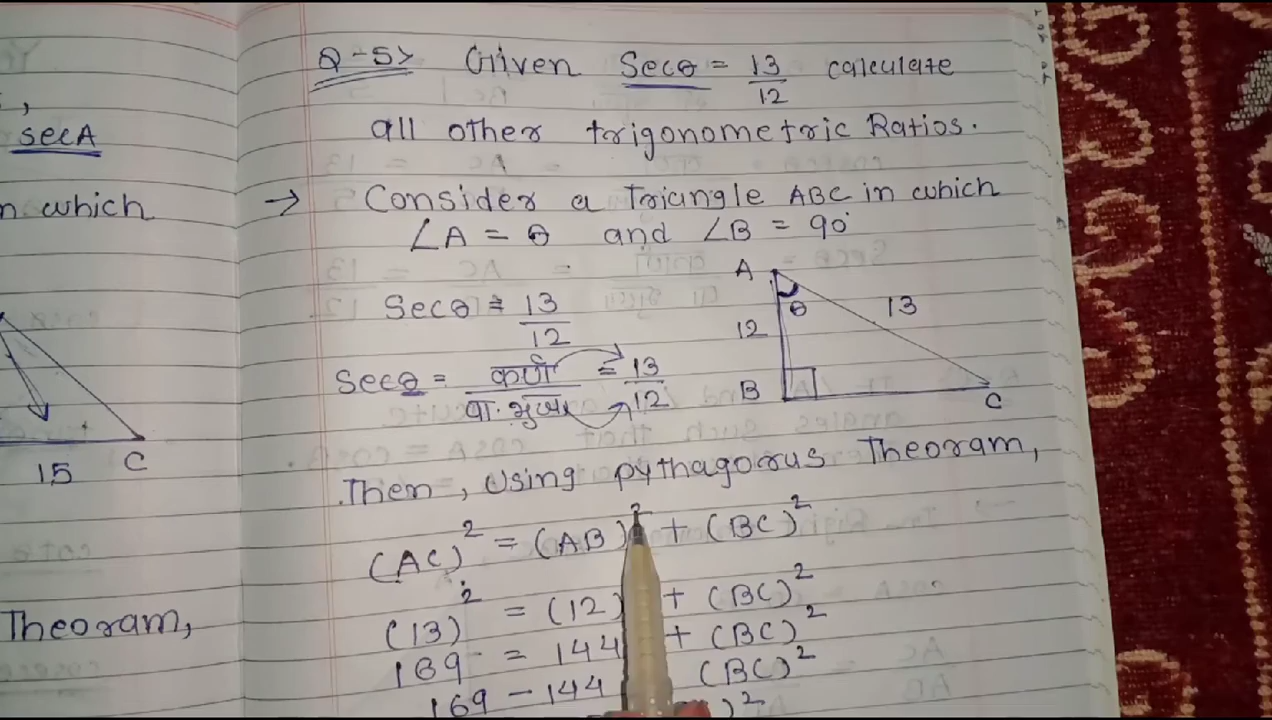 secA
n which
15 C
Theoram,
Q-5> Given Secθ = 13/12 calculate
all other trigonometric Ratios.
→ Consider a Triangle ABC in which
∠A = θ and ∠B = 90°
Secθ = 13/12
Secθ = कर्ण/पा. भुजा = 13/12
A
θ
12
13
B
C
Then, Using pythagorus Theoram,
(AC)² = (AB)² + (BC)²
(13)² = (12) + (BC)²
169 = 144 + (BC)²
169 - 144 (BC)²
)²